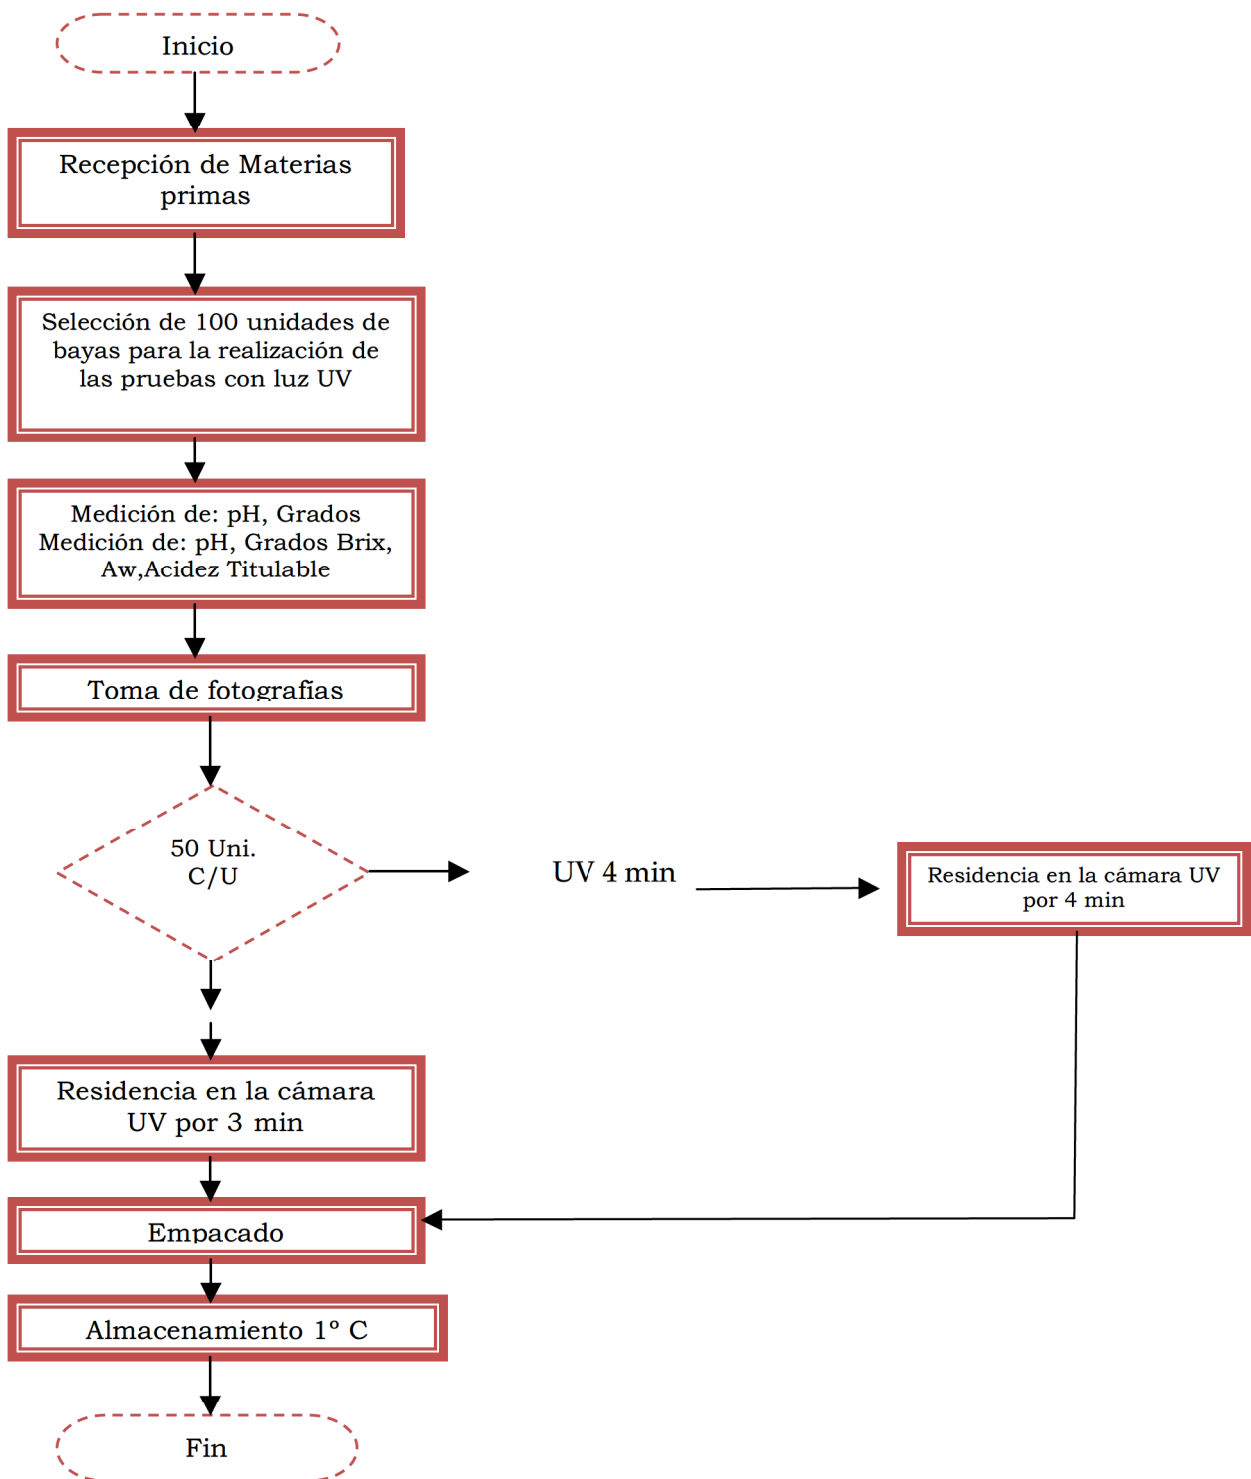 Inicio
Recepción de Materias
primas
Selección de 100 unidades de
bayas para la realización de
las pruebas con luz UV
Medición de: pH, Grados
Medición de: pH, Grados Brix,
Aw,Acidez Titulable
Toma de fotografías
50 Uni.
C/U
UV 4 min
Residencia en la cámara UV
por 4 min
Residencia en la cámara
UV por 3 min
Empacado
Almacenamiento 1º C
Fin